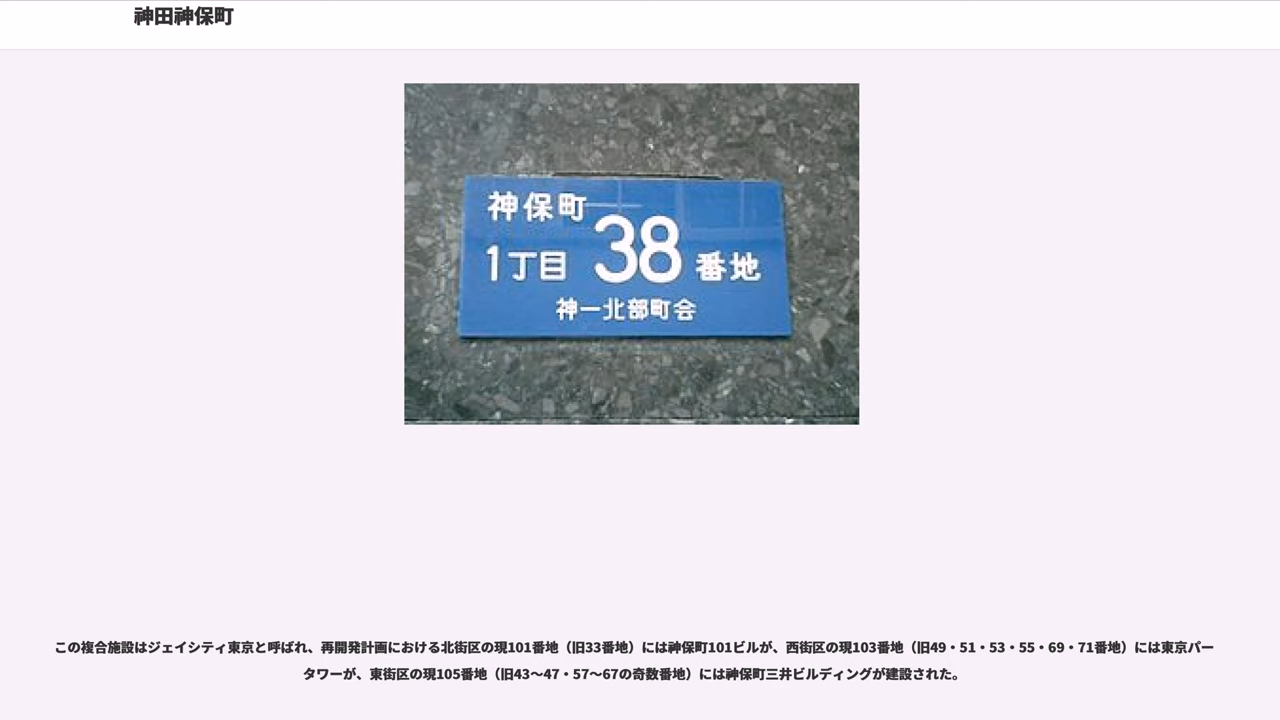 神田神保町
神保町
1丁目 38 番地
神一北部町会
この複合施設はジェイシティ東京と呼ばれ、再開発計画における北街区の現101番地（旧33番地）には神保町101ビルが、西街区の現103番地（旧49・51・53・55・69・71番地）には東京パー
タワーが、東街区の現105番地（旧43〜47・57〜67の奇数番地）には神保町三井ビルディングが建設された。